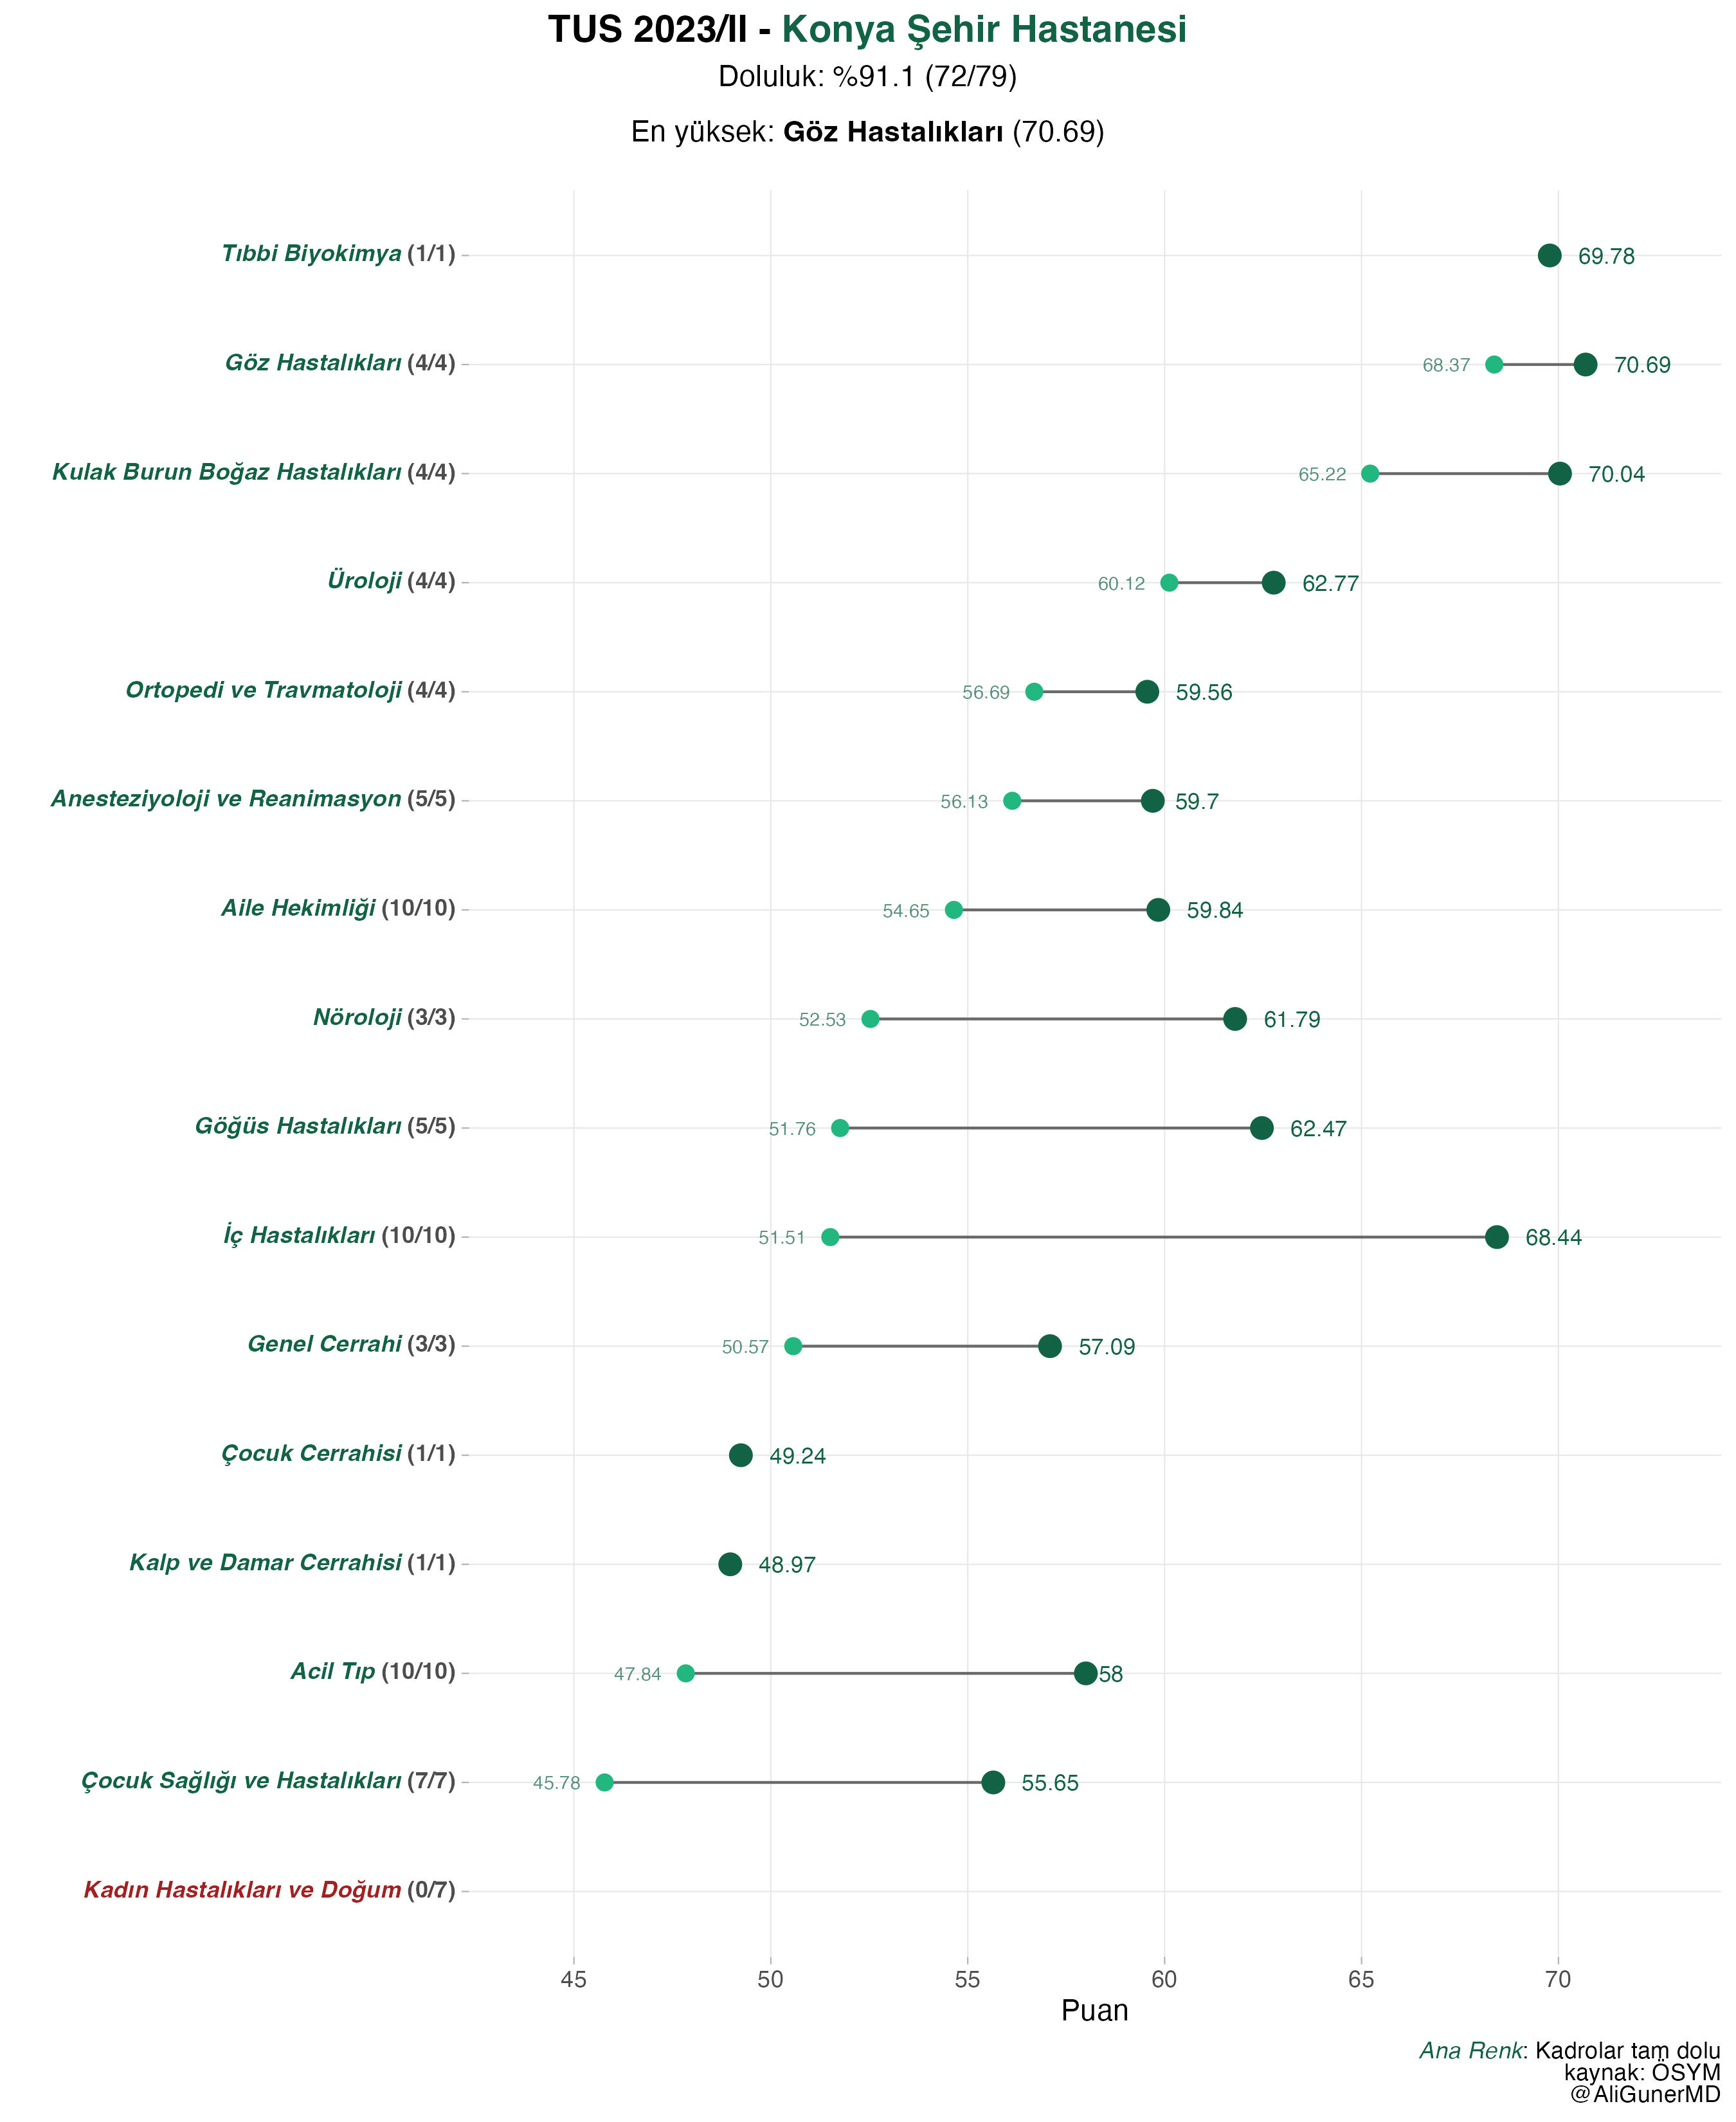 TUS 2023/II - Konya Şehir Hastanesi
Doluluk: %91.1 (72/79)
En yüksek: Göz Hastalıkları (70.69)
Tıbbi Biyokimya (1/1) 69.78
Göz Hastalıkları (4/4) 68.37 70.69
Kulak Burun Boğaz Hastalıkları (4/4) 65.22 70.04
Üroloji (4/4) 60.12 62.77
Ortopedi ve Travmatoloji (4/4) 56.69 59.56
Anesteziyoloji ve Reanimasyon (5/5) 56.13 59.7
Aile Hekimliği (10/10) 54.65 59.84
Nöroloji (3/3) 52.53 61.79
Göğüs Hastalıkları (5/5) 51.76 62.47
İç Hastalıkları (10/10) 51.51 68.44
Genel Cerrahi (3/3) 50.57 57.09
Çocuk Cerrahisi (1/1) 49.24
Kalp ve Damar Cerrahisi (1/1) 48.97
Acil Tıp (10/10) 47.84 58
Çocuk Sağlığı ve Hastalıkları (7/7) 45.78 55.65
Kadın Hastalıkları ve Doğum (0/7)
45 50 55 60 65 70
Puan
Ana Renk: Kadrolar tam dolu
kaynak: ÖSYM
@AliGunerMD